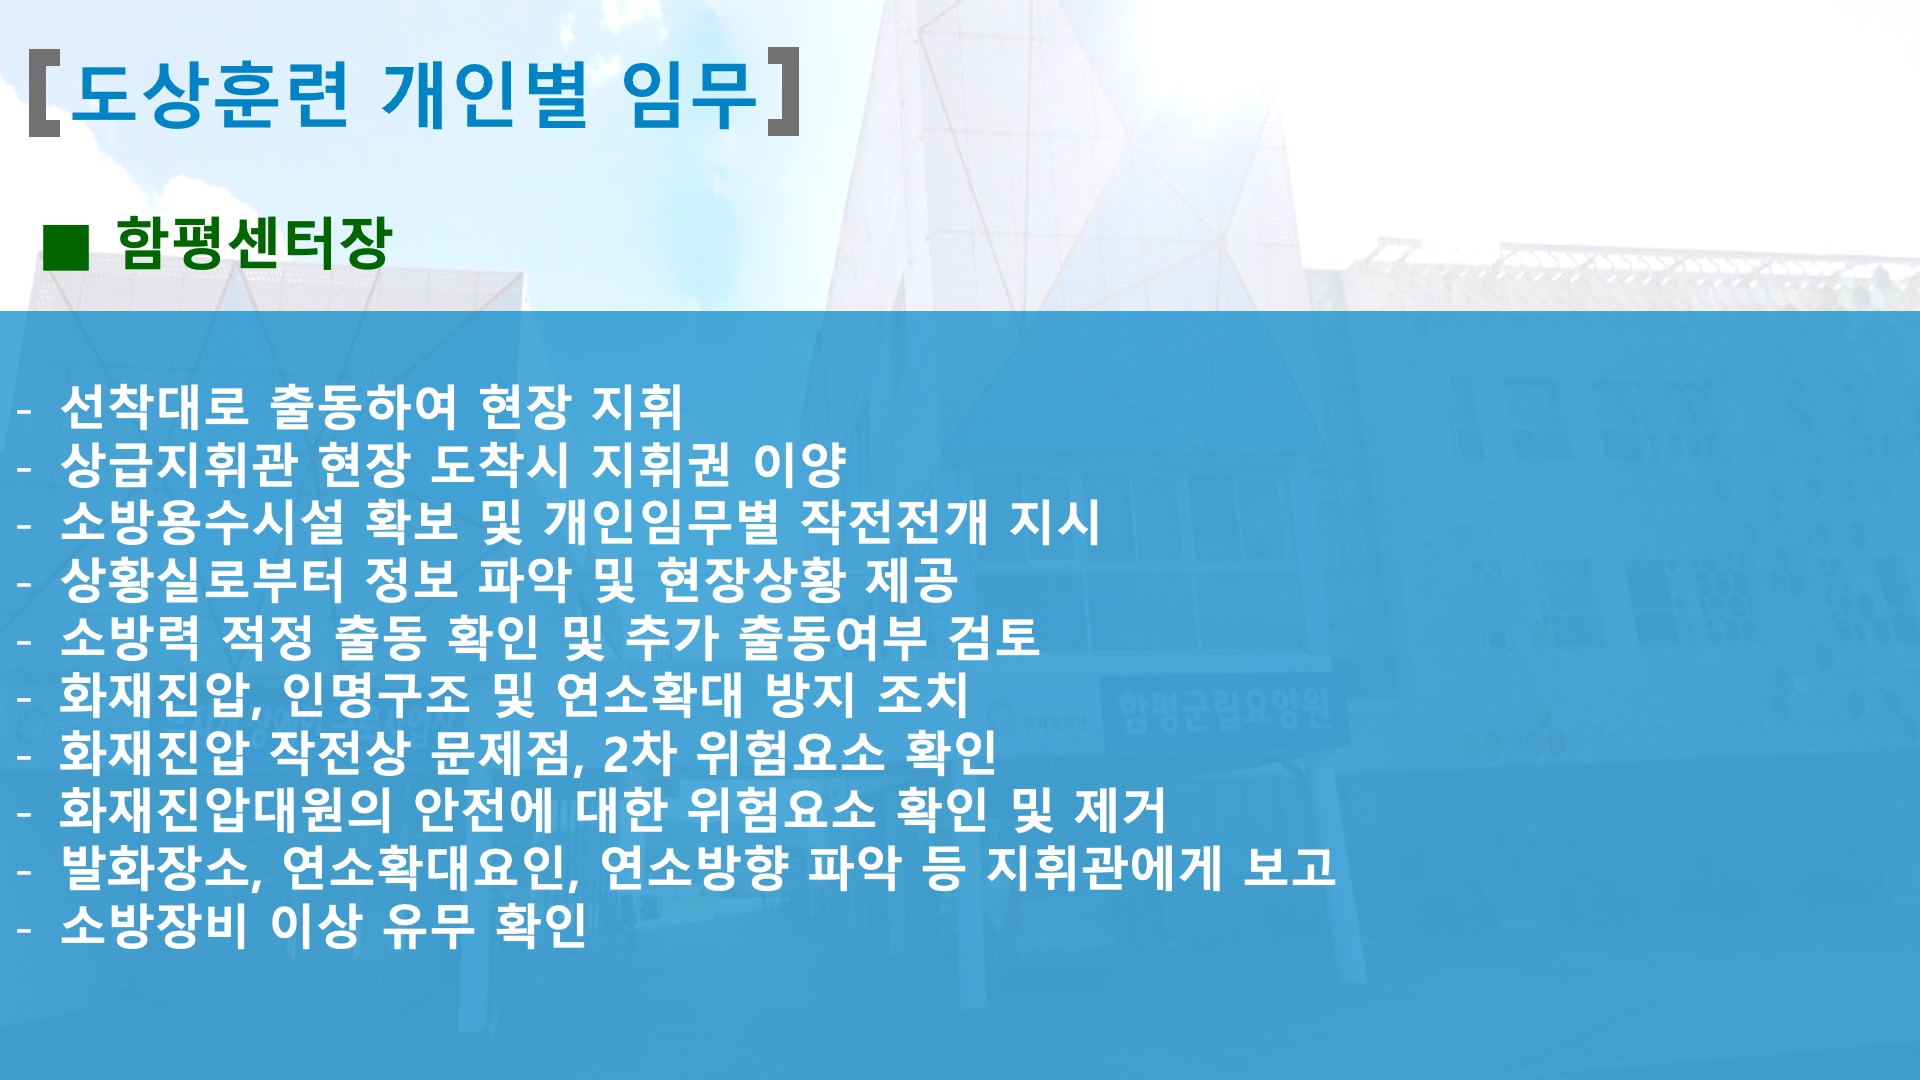 [도상훈련 개인별 임무]
■ 함평센터장
- 선착대로 출동하여 현장 지휘
- 상급지휘관 현장 도착시 지휘권 이양
- 소방용수시설 확보 및 개인임무별 작전전개 지시
- 상황실로부터 정보 파악 및 현장상황 제공
- 소방력 적정 출동 확인 및 추가 출동여부 검토
- 화재진압, 인명구조 및 연소확대 방지 조치
함평군립요양원
- 화재진압 작전상 문제점, 2차 위험요소 확인
- 화재진압대원의 안전에 대한 위험요소 확인 및 제거
- 발화장소, 연소확대요인, 연소방향 파악 등 지휘관에게 보고
- 소방장비 이상 유무 확인